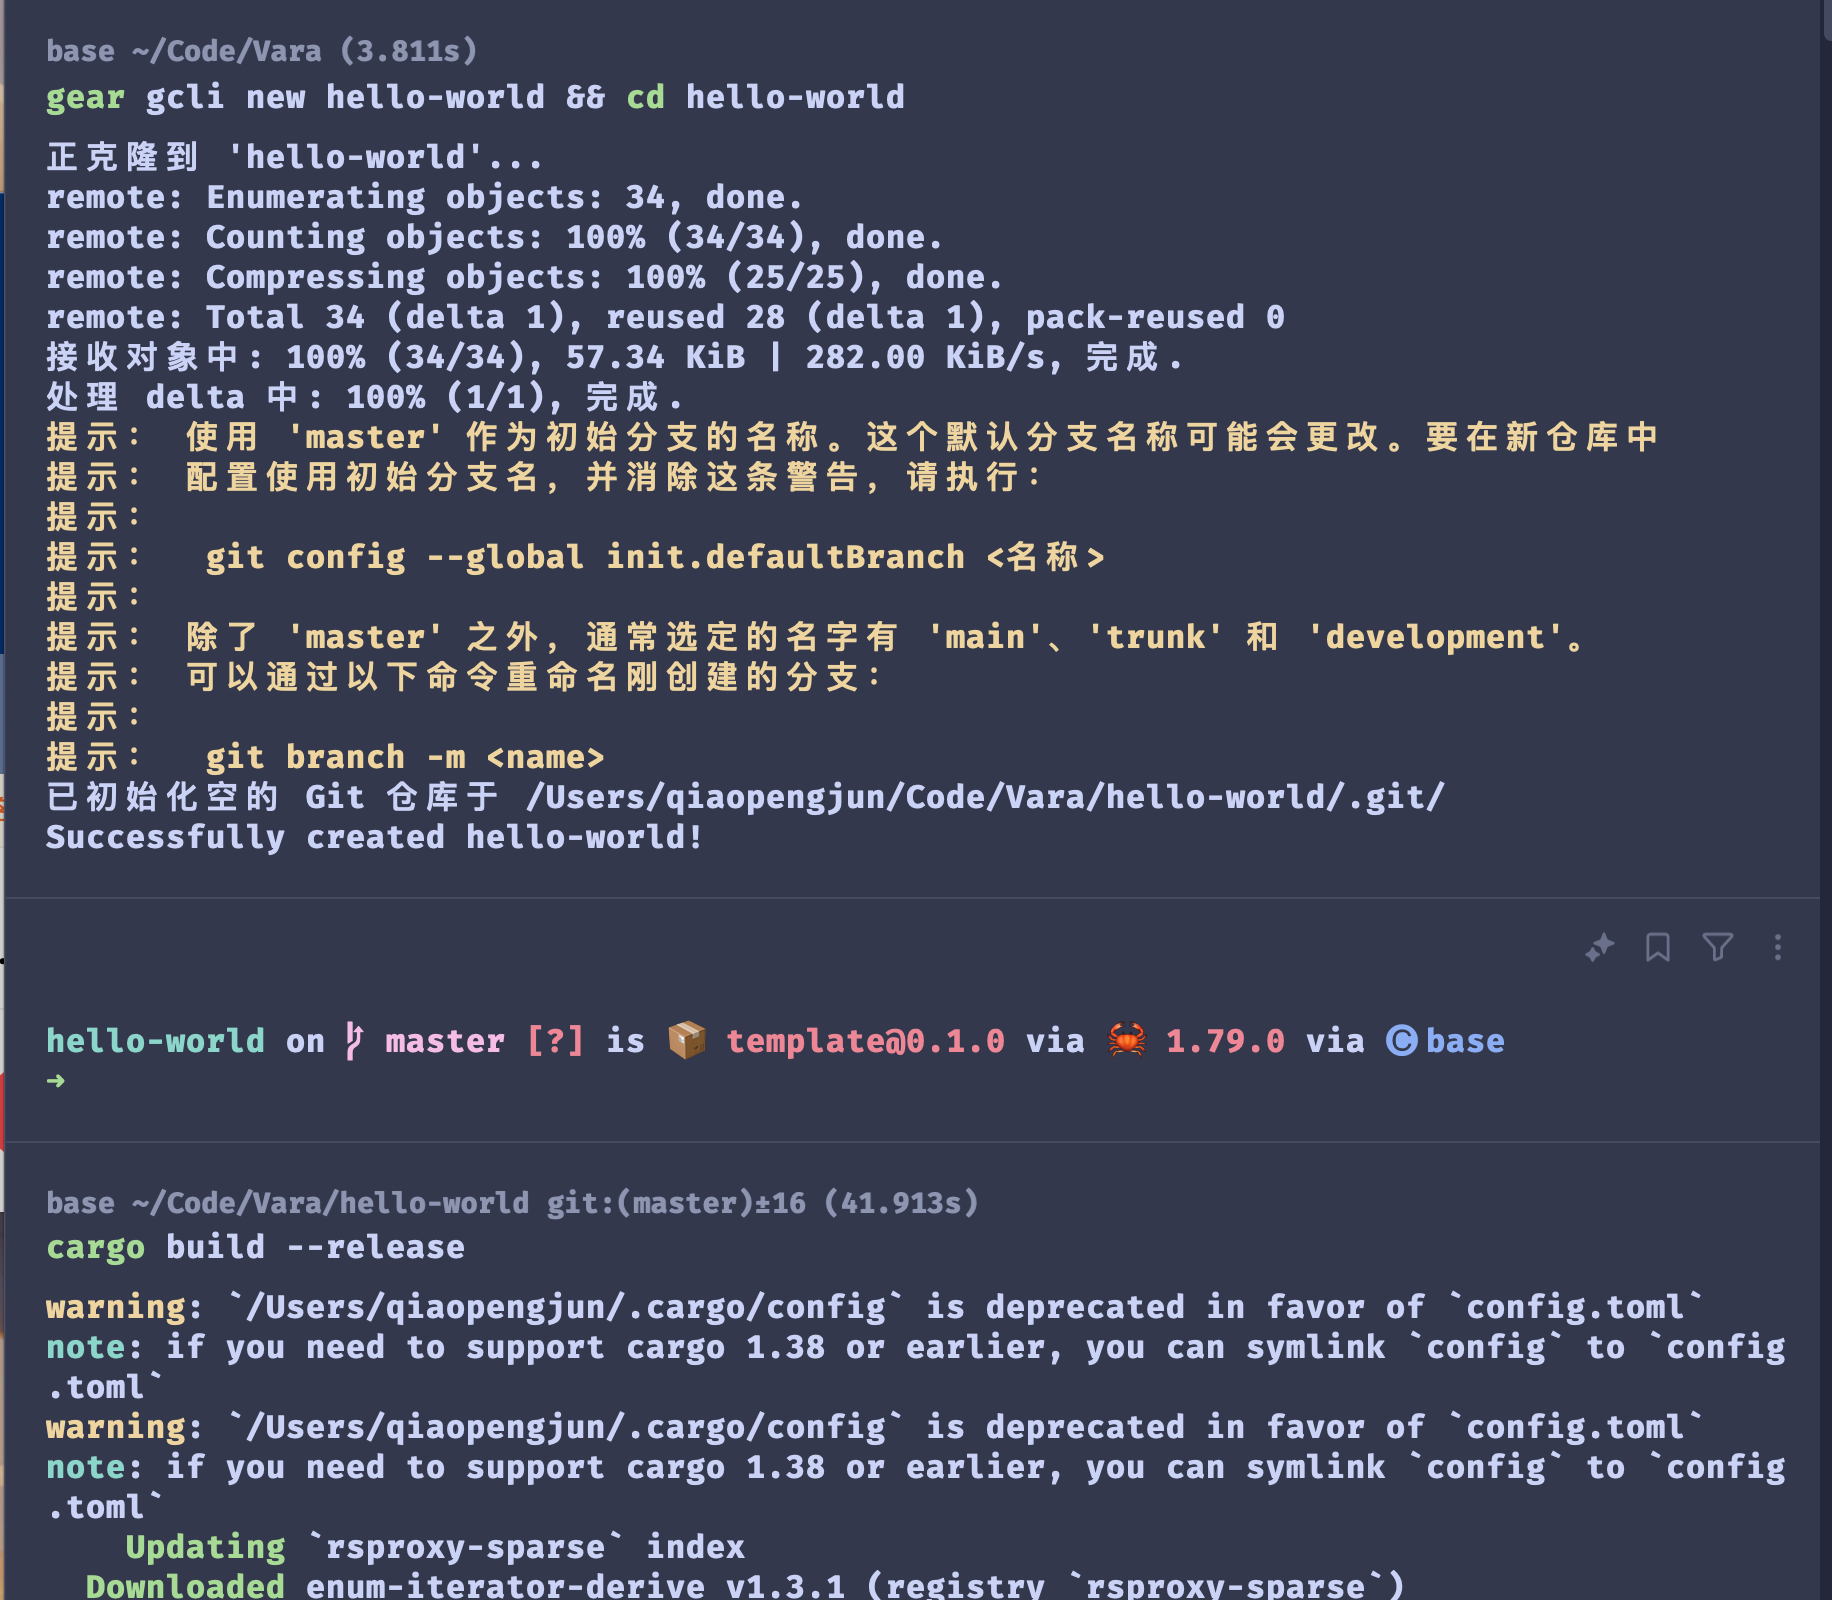 base ~/Code/Vara (3.811s)
gear gcli new hello-world && cd hello-world
正克隆到 'hello-world'...
remote: Enumerating objects: 34, done.
remote: Counting objects: 100% (34/34), done.
remote: Compressing objects: 100% (25/25), done.
remote: Total 34 (delta 1), reused 28 (delta 1), pack-reused 0
接收对象中: 100% (34/34), 57.34 KiB | 282.00 KiB/s, 完成.
处理 delta 中: 100% (1/1), 完成.
提示： 使用 'master' 作为初始分支的名称。这个默认分支名称可能会更改。要在新仓库中
提示： 配置使用初始分支名，并消除这条警告，请执行：
提示：
提示： git config --global init.defaultBranch <名称>
提示：
提示： 除了 'master' 之外，通常选定的名字有 'main'、'trunk' 和 'development'。
提示： 可以通过以下命令重命名刚创建的分支：
提示：
提示： git branch -m <name>
已初始化空的 Git 仓库于 /Users/qiaopengjun/Code/Vara/hello-world/.git/
Successfully created hello-world!
hello-world on master [?] is 📦 template@0.1.0 via 🦀 1.79.0 via 🅒 base
➜
base ~/Code/Vara/hello-world git:(master)±16 (41.913s)
cargo build --release
warning: `/Users/qiaopengjun/.cargo/config` is deprecated in favor of `config.toml`
note: if you need to support cargo 1.38 or earlier, you can symlink `config` to `config
.toml`
warning: `/Users/qiaopengjun/.cargo/config` is deprecated in favor of `config.toml`
note: if you need to support cargo 1.38 or earlier, you can symlink `config` to `config
.toml`
Updating `rsproxy-sparse` index
Downloaded enum-iterator-derive v1.3.1 (registry `rsproxy-sparse`)